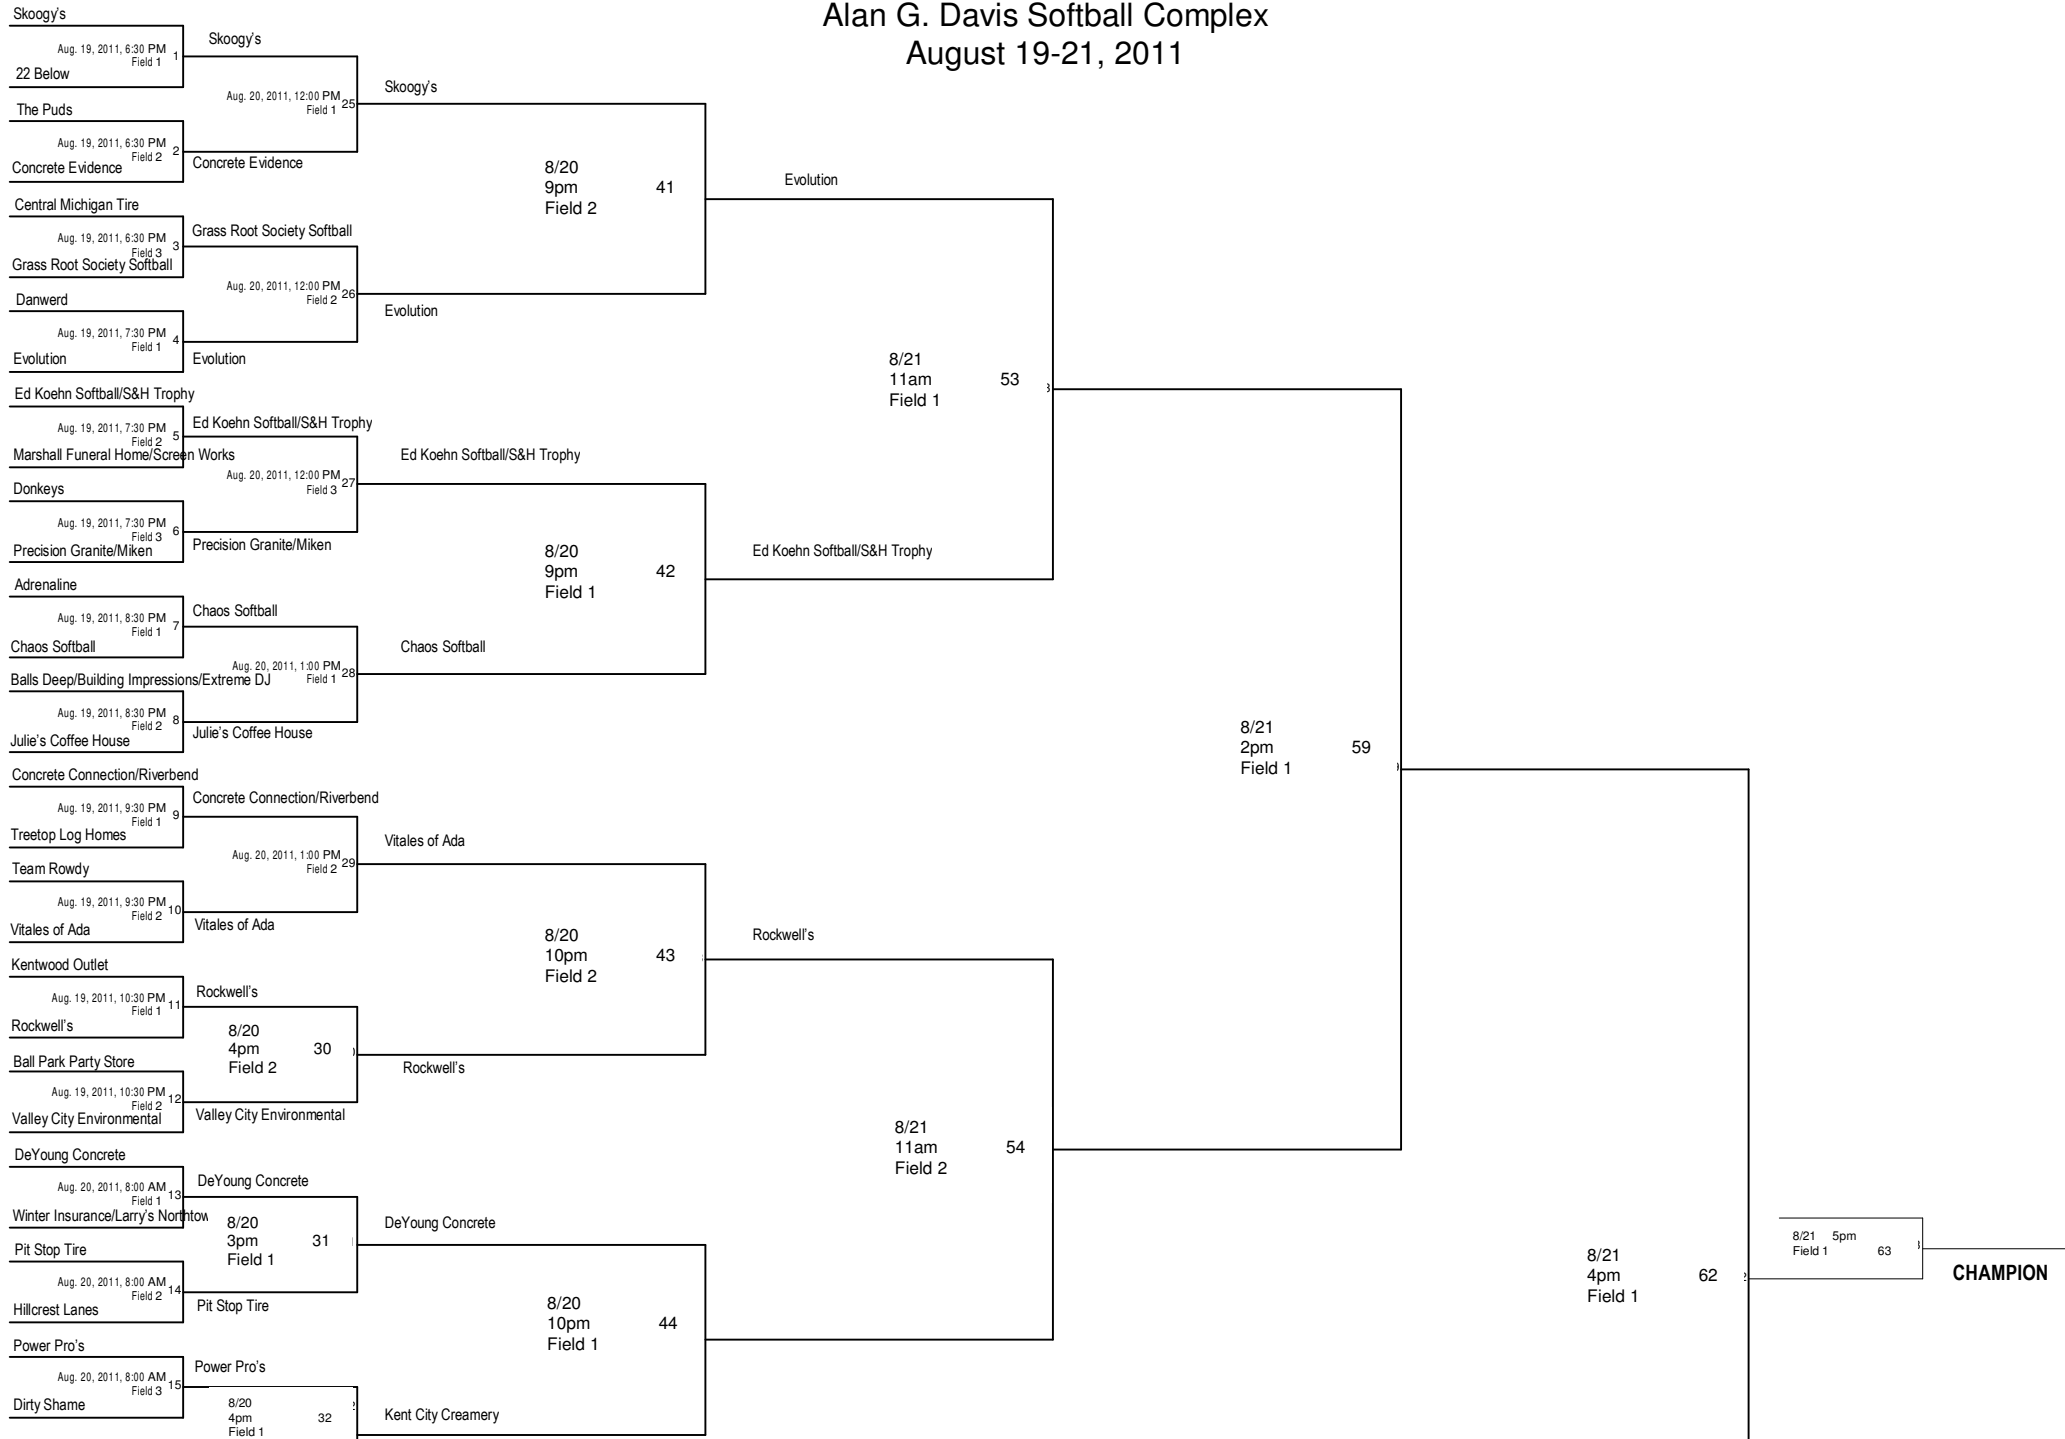 Alan G. Davis Softball Complex
August 19-21, 2011
Skoogy's
Aug. 19, 2011, 6:30 PM
Field 1
1
22 Below
The Puds
Aug. 19, 2011, 6:30 PM
Field 2
2
Concrete Evidence
Central Michigan Tire
Aug. 19, 2011, 6:30 PM
Field 3
3
Grass Root Society Softball
Danwerd
Aug. 19, 2011, 7:30 PM
Field 1
4
Evolution
Ed Koehn Softball/S&H Trophy
Aug. 19, 2011, 7:30 PM
Field 2
5
Marshall Funeral Home/Screen Works
Donkeys
Aug. 19, 2011, 7:30 PM
Field 3
6
Precision Granite/Miken
Adrenaline
Aug. 19, 2011, 8:30 PM
Field 1
7
Chaos Softball
Balls Deep/Building Impressions/Extreme DJ
Aug. 19, 2011, 8:30 PM
Field 2
8
Julie's Coffee House
Concrete Connection/Riverbend
Aug. 19, 2011, 9:30 PM
Field 1
9
Treetop Log Homes
Team Rowdy
Aug. 19, 2011, 9:30 PM
Field 2
10
Vitales of Ada
Kentwood Outlet
Aug. 19, 2011, 10:30 PM
Field 1
11
Rockwell's
Ball Park Party Store
Aug. 19, 2011, 10:30 PM
Field 2
12
Valley City Environmental
DeYoung Concrete
Aug. 20, 2011, 8:00 AM
Field 1
13
Winter Insurance/Larry's Northtow
Pit Stop Tire
Aug. 20, 2011, 8:00 AM
Field 2
14
Hillcrest Lanes
Power Pro's
Aug. 20, 2011, 8:00 AM
Field 3
15
Dirty Shame
Skoogy's
Aug. 20, 2011, 12:00 PM
Field 1
25
Concrete Evidence
Grass Root Society Softball
Aug. 20, 2011, 12:00 PM
Field 2
26
Evolution
Ed Koehn Softball/S&H Trophy
Aug. 20, 2011, 12:00 PM
Field 3
27
Precision Granite/Miken
Chaos Softball
Aug. 20, 2011, 1:00 PM
Field 1
28
Julie's Coffee House
Concrete Connection/Riverbend
Aug. 20, 2011, 1:00 PM
Field 2
29
Vitales of Ada
Rockwell's
8/20
4pm 30
Field 2
Valley City Environmental
DeYoung Concrete
8/20
3pm 31
Field 1
Pit Stop Tire
Power Pro's
8/20
4pm 32
Field 1
Skoogy's
8/20
9pm 41
Field 2
Evolution
Ed Koehn Softball/S&H Trophy
8/20
9pm 42
Field 1
Chaos Softball
Vitales of Ada
8/20
10pm 43
Field 2
Rockwell's
DeYoung Concrete
8/20
10pm 44
Field 1
Kent City Creamery
Evolution
8/21
11am 53
Field 1
Ed Koehn Softball/S&H Trophy
Rockwell's
8/21
11am 54
Field 2
8/21
2pm 59
Field 1
8/21
4pm 62
Field 1
8/21 5pm
Field 1 63
CHAMPION